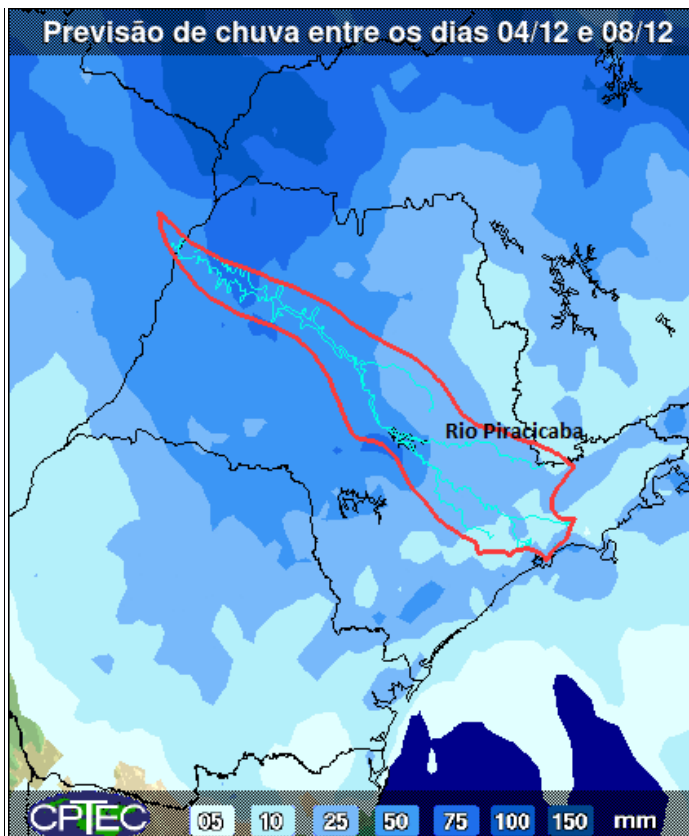 Previsão de chuva entre os dias 04/12 e 08/12
Rio Piracicaba
CPTEC 05 10 25 50 75 100 150 mm